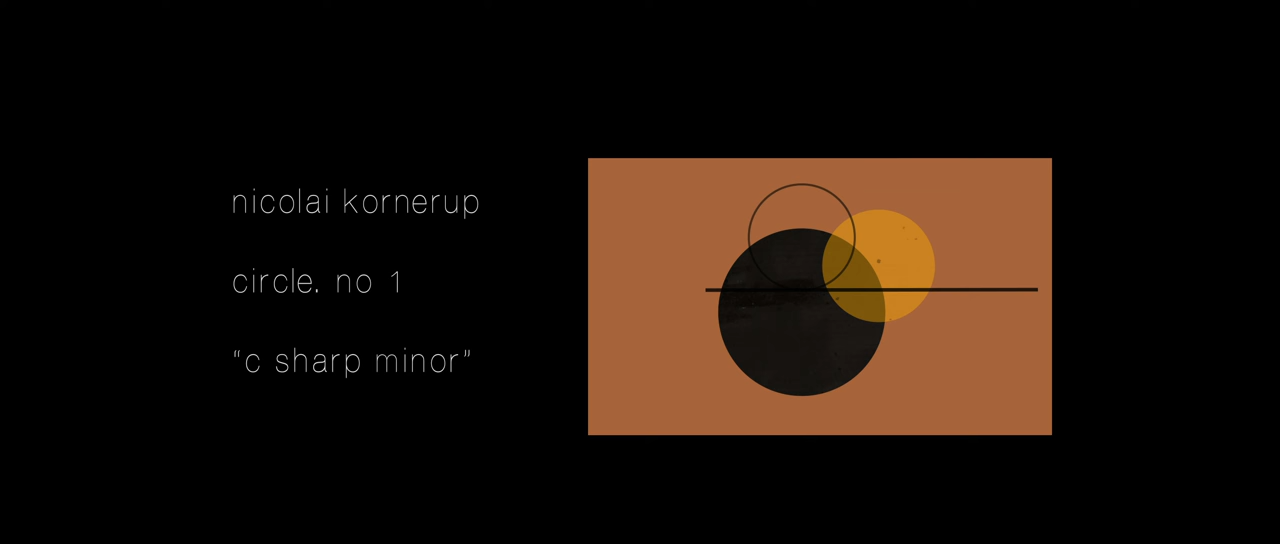 nicolai kornerup
circle. no 1
“c sharp minor”